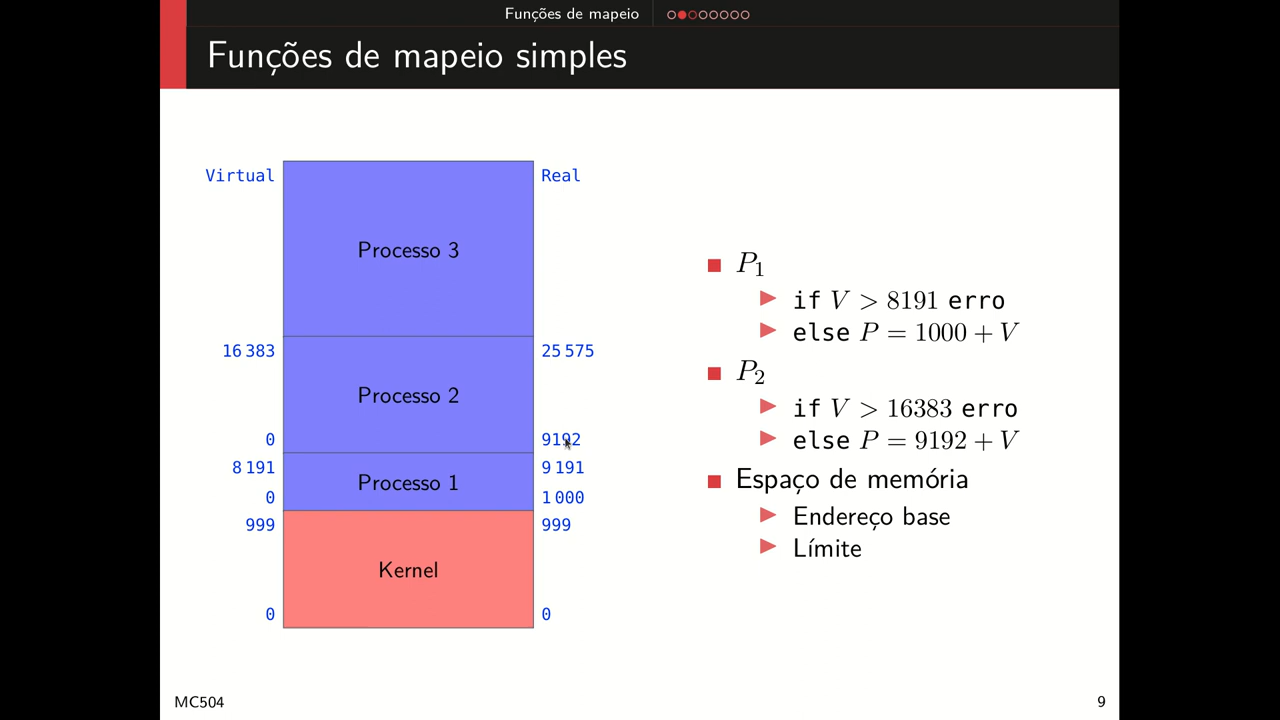 Funções de mapeio
Funções de mapeio simples
Virtual
Real
Processo 3
16 383
25 575
Processo 2
0
9192
8 191
9 191
Processo 1
0
1 000
999
999
Kernel
0
0
P1
if V > 8191 erro
else P = 1000 + V
P2
if V > 16383 erro
else P = 9192 + V
Espaço de memória
Endereço base
Límite
MC504
9